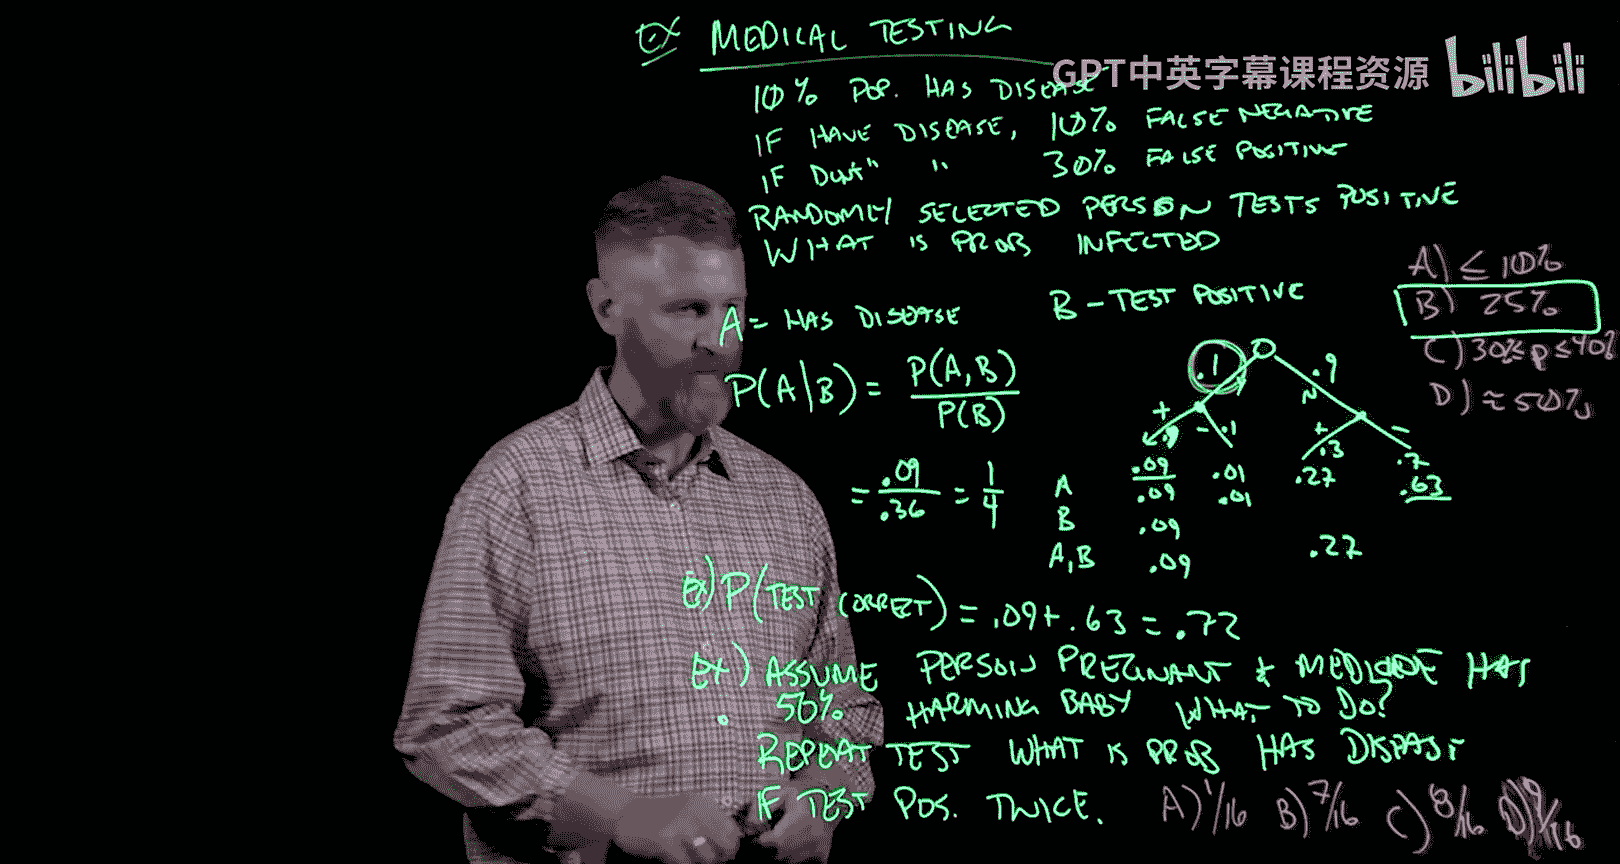 EX MEDICAL TESTING
GPT中英字幕课程资源 bilibili
10% POP. HAS DISEASE
IF HAVE DISEASE, 10% FALSE NEGATIVE
IF DON'T " " 30% FALSE POSITIVE
RANDOMLY SELECTED PERSON TESTS POSITIVE
WHAT IS PROB INFECTED
A) ≤ 10%
B) 25%
C) 30% ≤ P ≤ 40%
D) ≈ 50%
A = HAS DISEASE B - TEST POSITIVE
P(A|B) = P(A,B) / P(B)
= .09/.36 = 1/4
.1 .9
N
+ - .1 + -
.9 .3 .7
.09 .01 .27 .63
A .09 .01
B .09 .27
A,B .09
EX) P(TEST CORRECT) = .09 + .63 = .72
EX) ASSUME PERSON PREGNANT & MEDICINE HAS
50% HARMING BABY WHAT TO DO?
REPEAT TEST WHAT IS PROB HAS DISEASE
IF TEST POS. TWICE. A) 1/16 B) 7/16 C) 8/16 D) 9/16